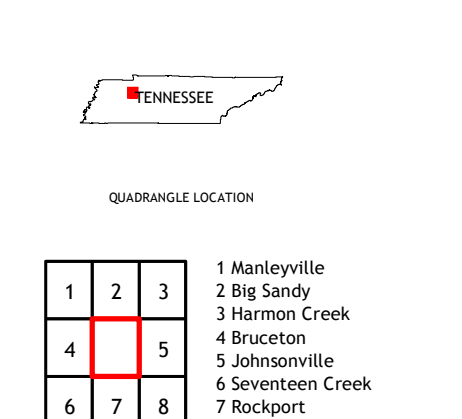 TENNESSEE
QUADRANGLE LOCATION
1 2 3
4 5
6 7 8
1 Manleyville
2 Big Sandy
3 Harmon Creek
4 Bruceton
5 Johnsonville
6 Seventeen Creek
7 Rockport